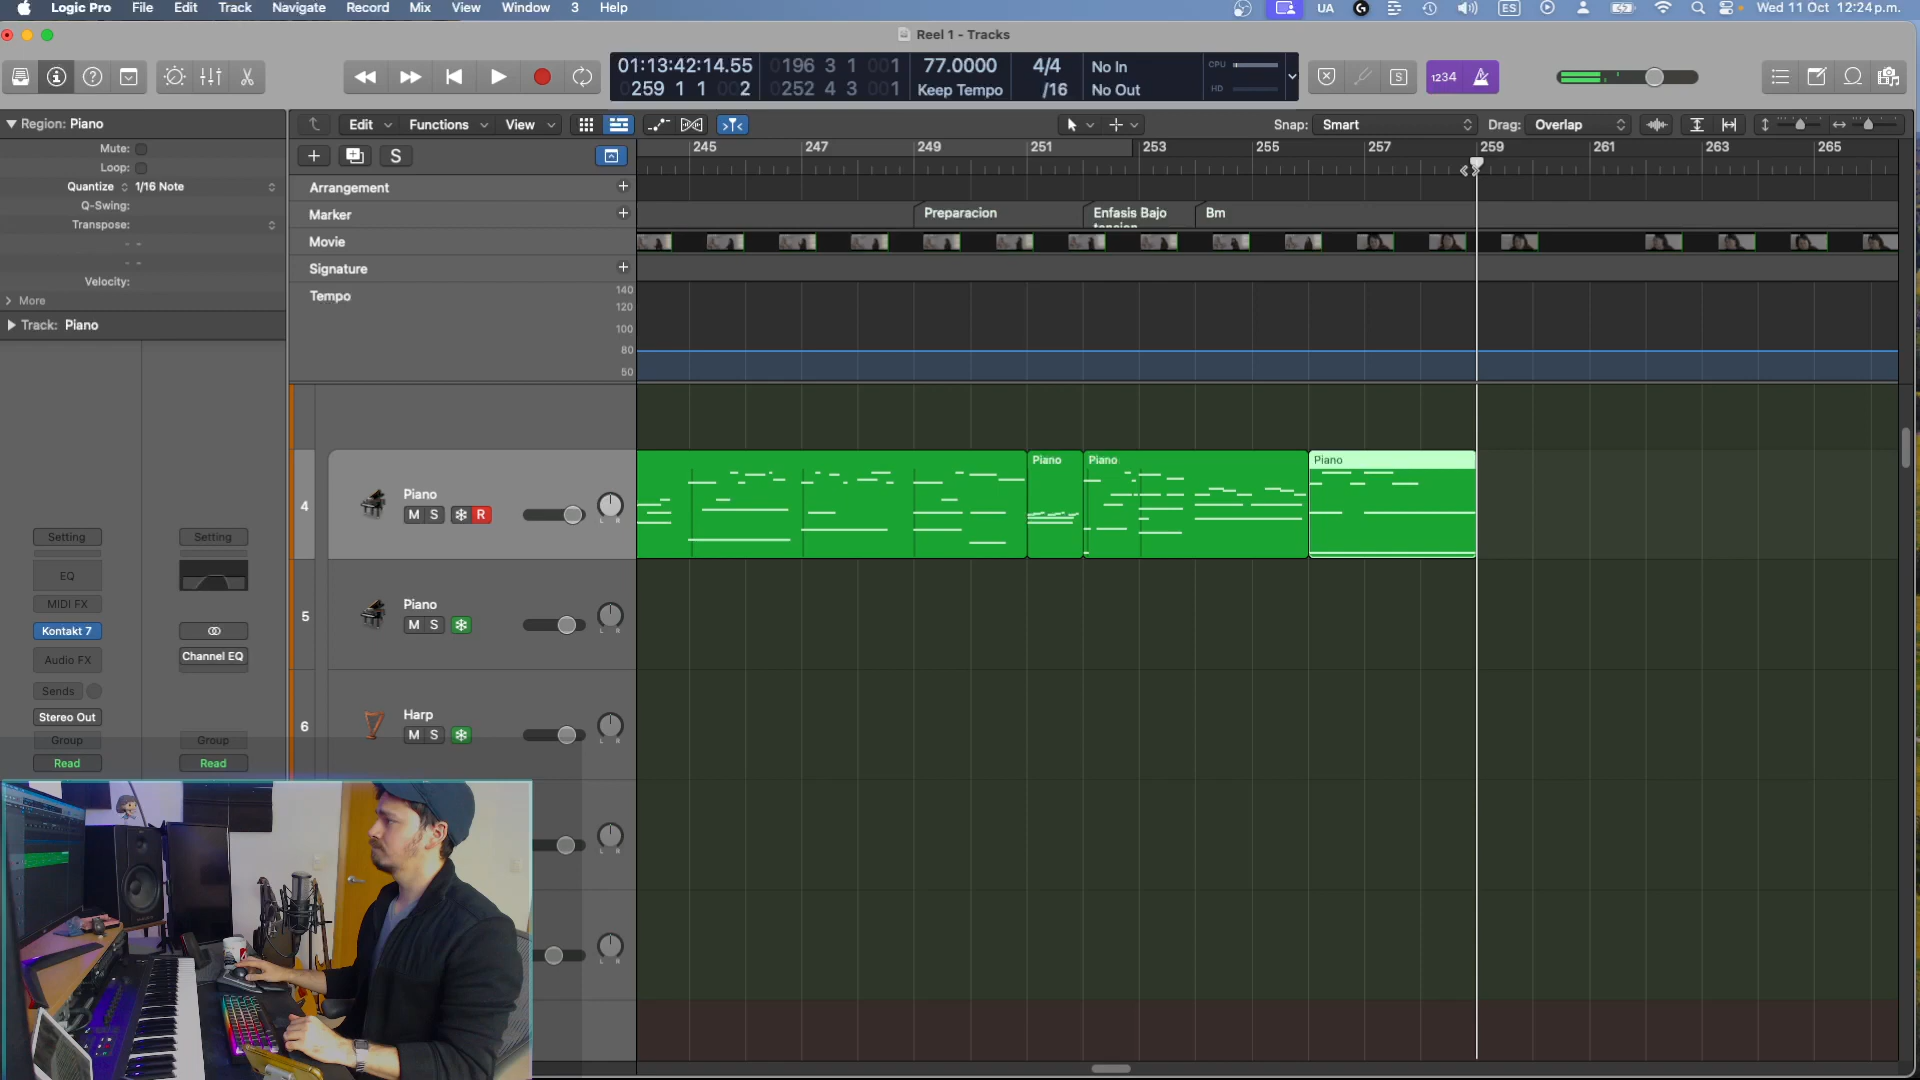 Logic Pro File Edit Track Navigate Record Mix View Window 3 Help
UA ES Wed 11 Oct 12:24 p.m.
Reel 1 - Tracks
01:13:42:14.55 0196 3 1 001 77.0000 4/4 No In CPU
0259 1 1 002 0252 4 3 001 Keep Tempo /16 No Out HD
1234
S
Region: Piano
Edit Functions View
Snap: Smart Drag: Overlap
Mute:
Loop:
Quantize 1/16 Note
Q-Swing:
Transpose:
Velocity:
More
Track: Piano
S
245 247 249 251 253 255 257 259 261 263 265
Arrangement
Marker
Preparacion
Enfasis Bajo
tension
Bm
Movie
Signature
Tempo
140
120
100
80
50
4
Piano
M S R
Piano Piano Piano
5
Piano
M S
6
Harp
M S
L R
Setting Setting
EQ
MIDI FX
Kontakt 7
Audio FX
Channel EQ
Sends
Stereo Out
Group Group
Read Read